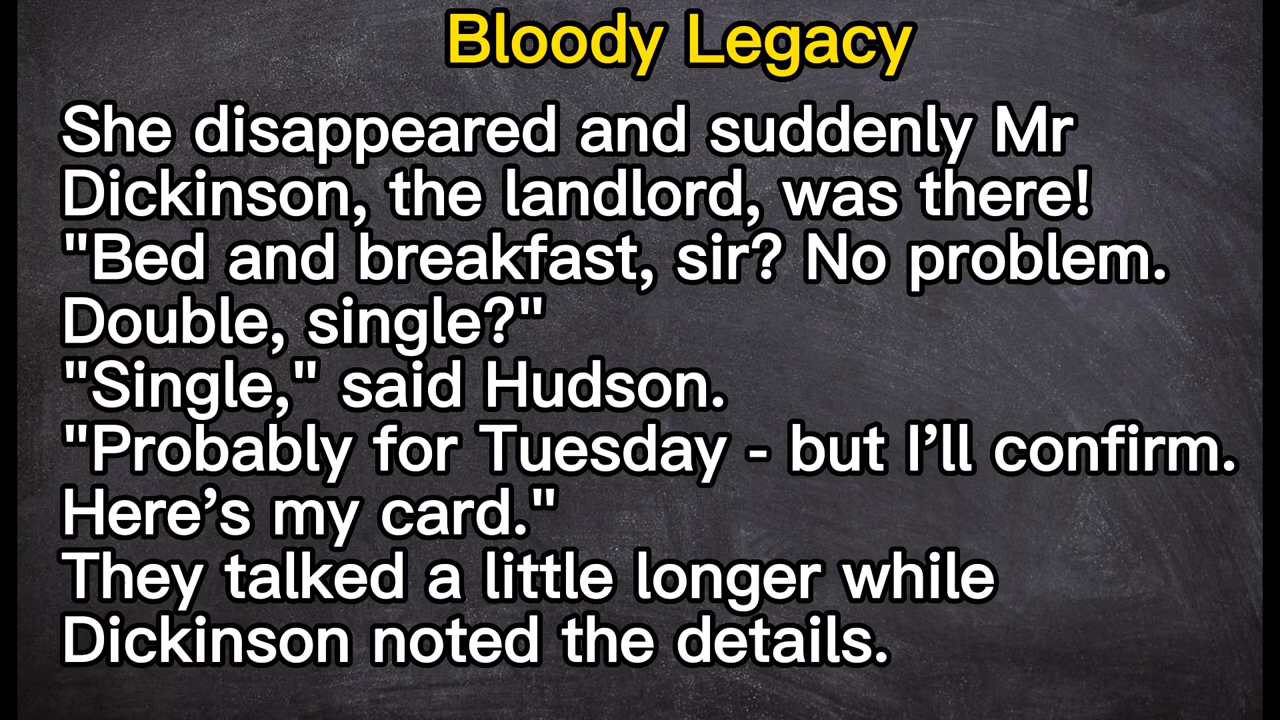 Bloody Legacy
She disappeared and suddenly Mr
Dickinson, the landlord, was there!
"Bed and breakfast, sir? No problem.
Double, single?"
"Single," said Hudson.
"Probably for Tuesday - but I’ll confirm.
Here’s my card."
They talked a little longer while
Dickinson noted the details.